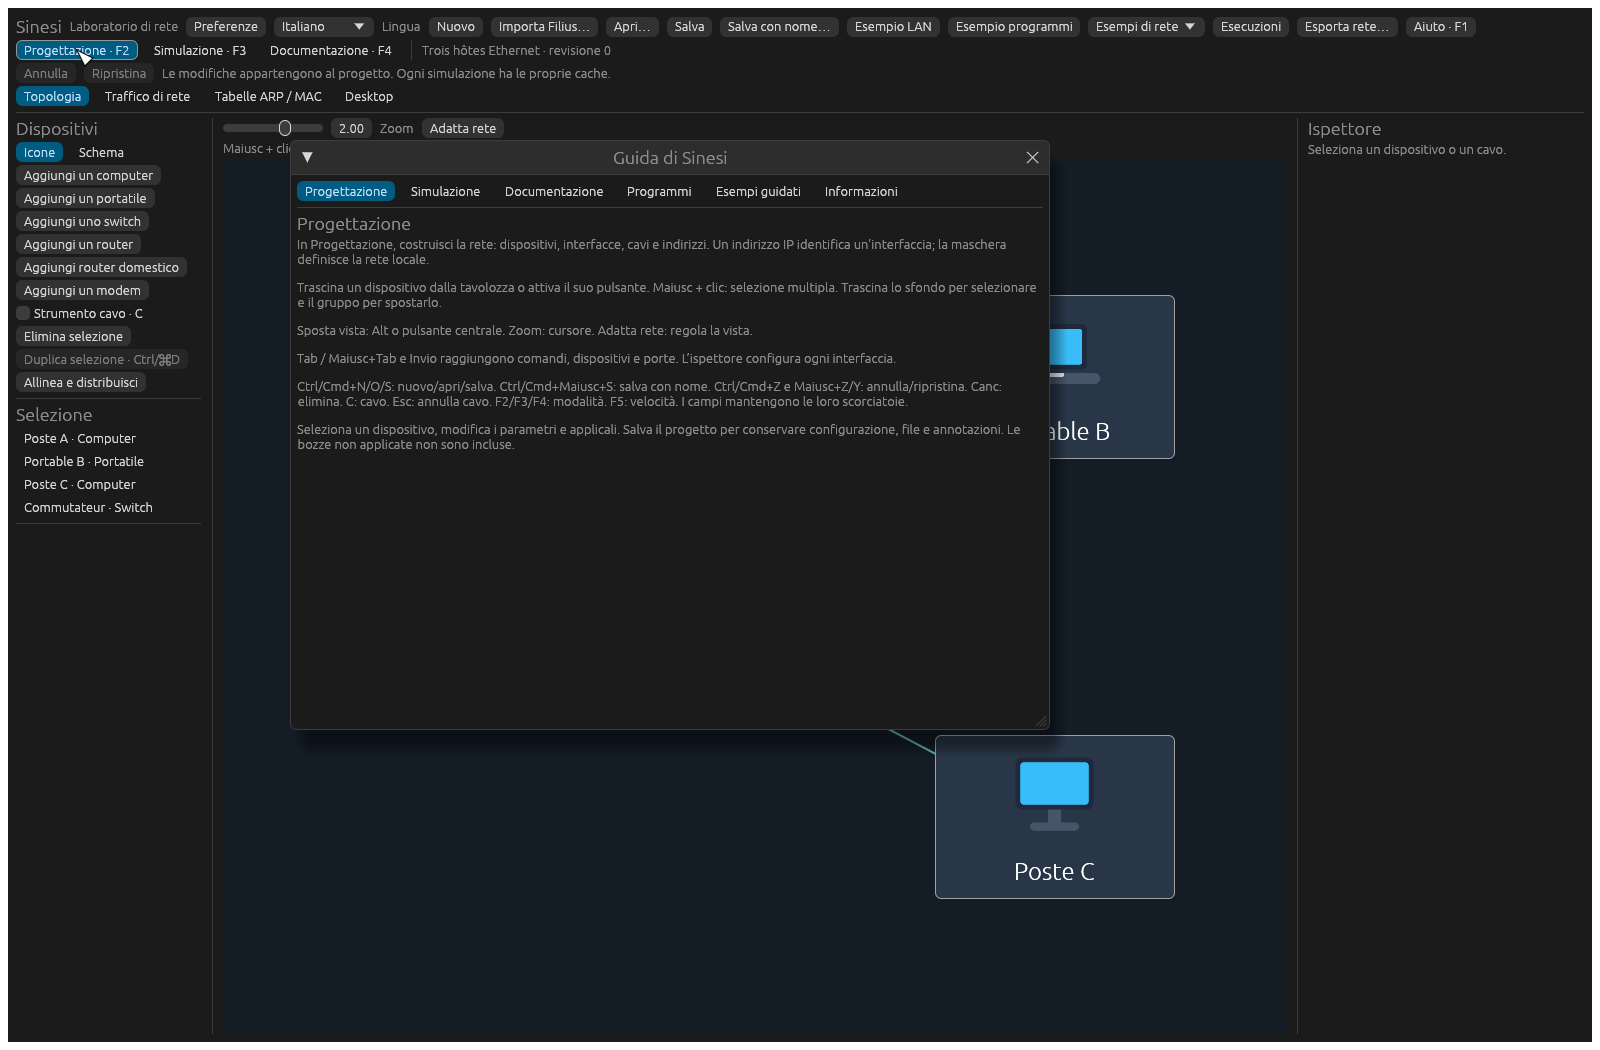 Sinesi Laboratorio di rete Preferenze Italiano Lingua Nuovo Importa Filius... Apri... Salva Salva con nome... Esempio LAN Esempio programmi Esempi di rete Esecuzioni Esporta rete... Aiuto · F1
Progettazione · F2 Simulazione · F3 Documentazione · F4 Trois hôtes Ethernet · revisione 0
Annulla Ripristina Le modifiche appartengono al progetto. Ogni simulazione ha le proprie cache.
Topologia Traffico di rete Tabelle ARP / MAC Desktop
Dispositivi
Icone Schema
Aggiungi un computer
Aggiungi un portatile
Aggiungi uno switch
Aggiungi un router
Aggiungi router domestico
Aggiungi un modem
Strumento cavo · C
Elimina selezione
Duplica selezione · Ctrl/⌘D
Allinea e distribuisci
Selezione
Poste A · Computer
Portable B · Portatile
Poste C · Computer
Commutateur · Switch
2.00 Zoom Adatta rete
Maiusc + clic
Guida di Sinesi
Progettazione Simulazione Documentazione Programmi Esempi guidati Informazioni
Progettazione
In Progettazione, costruisci la rete: dispositivi, interfacce, cavi e indirizzi. Un indirizzo IP identifica un’interfaccia; la maschera
definisce la rete locale.
Trascina un dispositivo dalla tavolozza o attiva il suo pulsante. Maiusc + clic: selezione multipla. Trascina lo sfondo per selezionare
e il gruppo per spostarlo.
Sposta vista: Alt o pulsante centrale. Zoom: cursore. Adatta rete: regola la vista.
Tab / Maiusc+Tab e Invio raggiungono comandi, dispositivi e porte. L’ispettore configura ogni interfaccia.
Ctrl/Cmd+N/O/S: nuovo/apri/salva. Ctrl/Cmd+Maiusc+S: salva con nome. Ctrl/Cmd+Z e Maiusc+Z/Y: annulla/ripristina. Canc:
elimina. C: cavo. Esc: annulla cavo. F2/F3/F4: modalità. F5: velocità. I campi mantengono le loro scorciatoie.
Seleziona un dispositivo, modifica i parametri e applicali. Salva il progetto per conservare configurazione, file e annotazioni. Le
bozze non applicate non sono incluse.
able B
Poste C
Ispettore
Seleziona un dispositivo o un cavo.